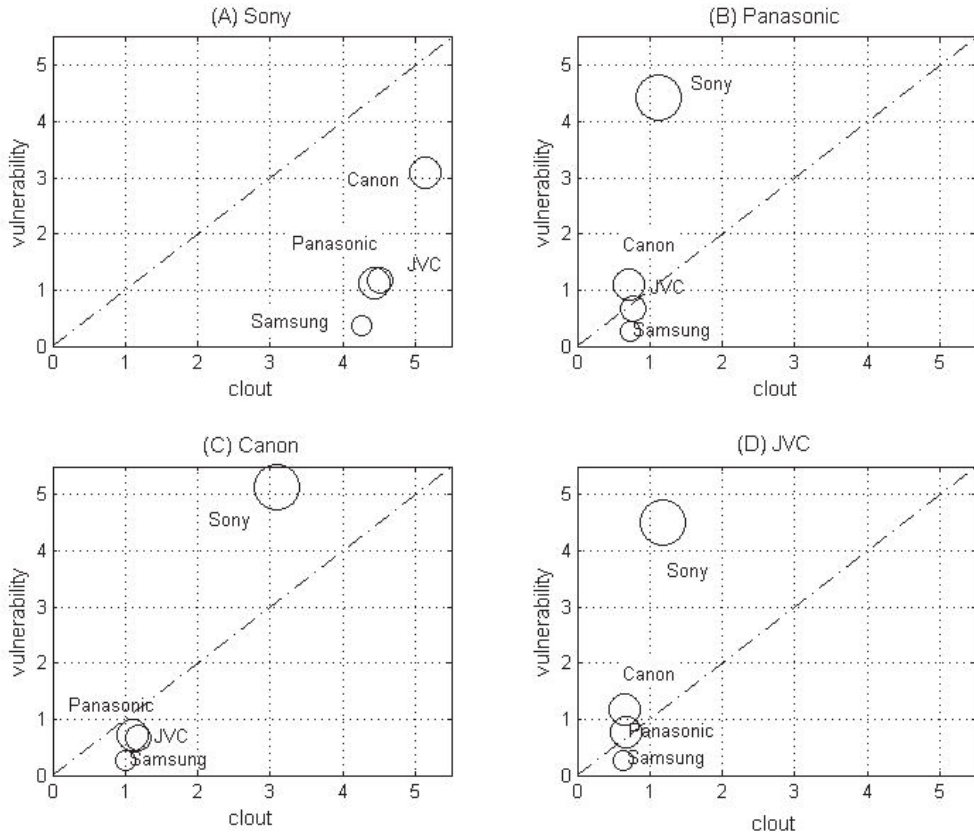 (A) Sony
5
4
3
2
1
0
0 1 2 3 4 5
vulnerability
clout
Canon
Panasonic
JVC
Samsung
(B) Panasonic
5
4
3
2
1
0
0 1 2 3 4 5
vulnerability
clout
Sony
Canon
JVC
Samsung
(C) Canon
5
4
3
2
1
0
0 1 2 3 4 5
vulnerability
clout
Sony
Panasonic
JVC
Samsung
(D) JVC
5
4
3
2
1
0
0 1 2 3 4 5
vulnerability
clout
Sony
Canon
Panasonic
Samsung